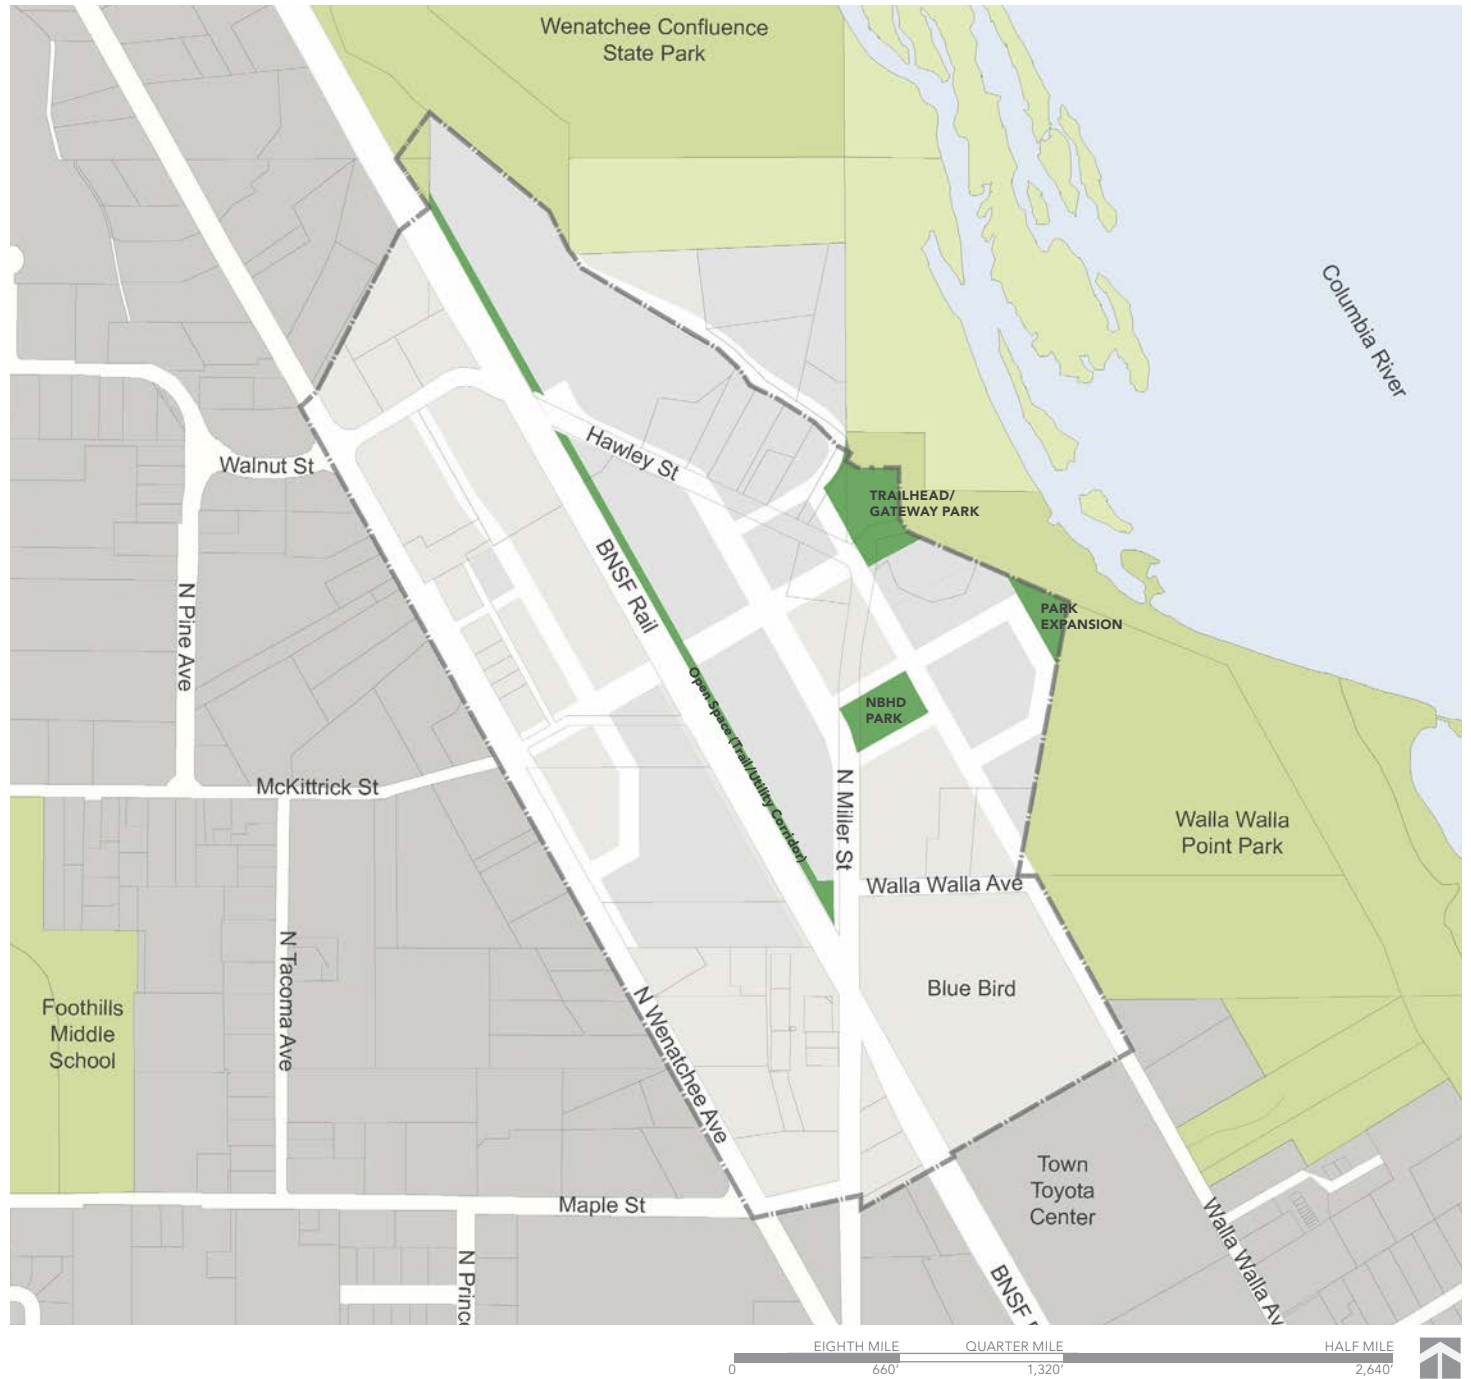 Wenatchee Confluence
State Park
Columbia River
Walnut St
Hawley St
TRAILHEAD/
GATEWAY PARK
BNSF Rail
N Pine Ave
PARK
EXPANSION
Open Space (Trail/Utility Corridor)
NBHD
PARK
McKittrick St
N Miller St
Walla Walla
Point Park
Walla Walla Ave
N Tacoma Ave
Blue Bird
Foothills
Middle
School
N Wenatchee Ave
Town
Toyota
Center
Maple St
N Princ
BNSF
Walla Walla Av
EIGHTH MILE
QUARTER MILE
HALF MILE
0
660'
1,320'
2,640'